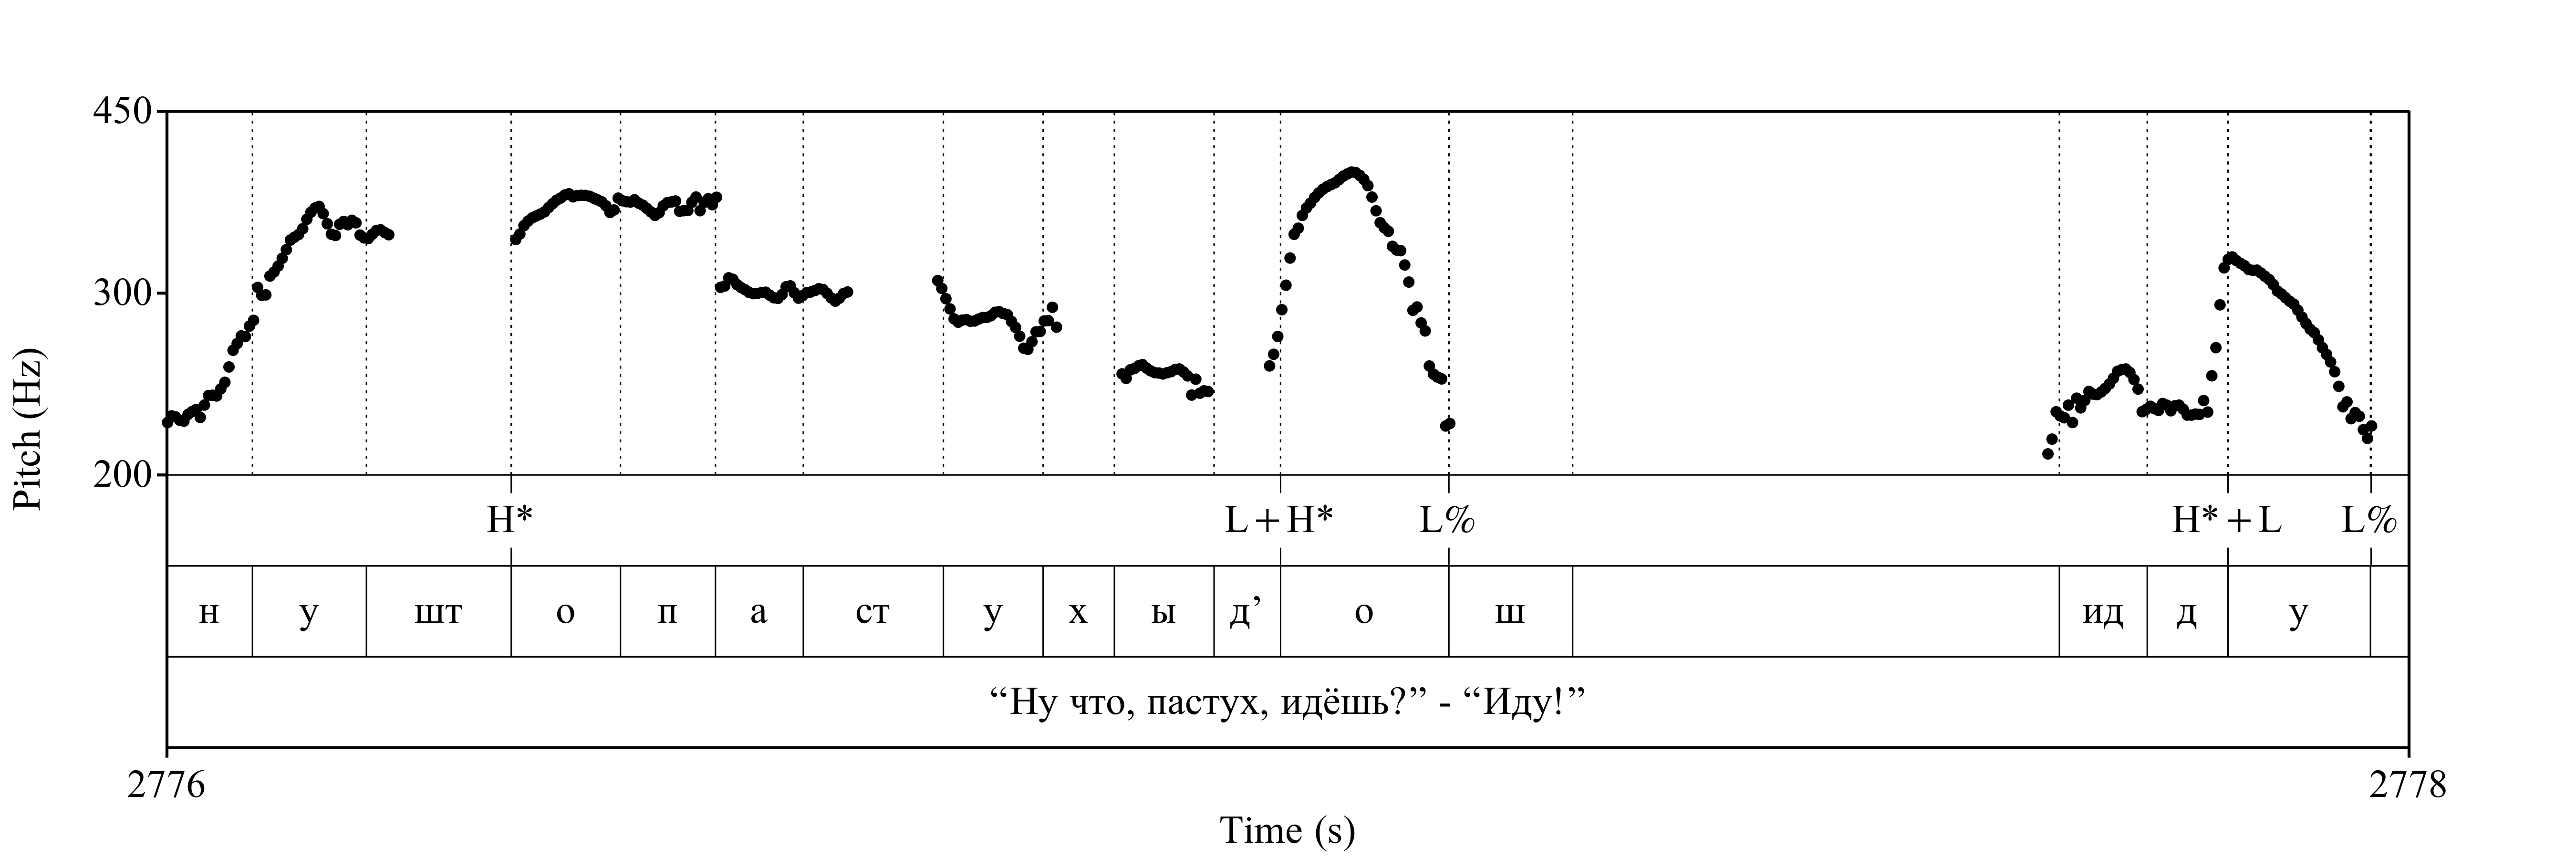 450
300
200
Pitch (Hz)
H* L+H* L% H*+L L%
н у шт о п а ст у х ы д’ о ш ид д у
“Ну что, пастух, идёшь?” - “Иду!”
2776 2778
Time (s)